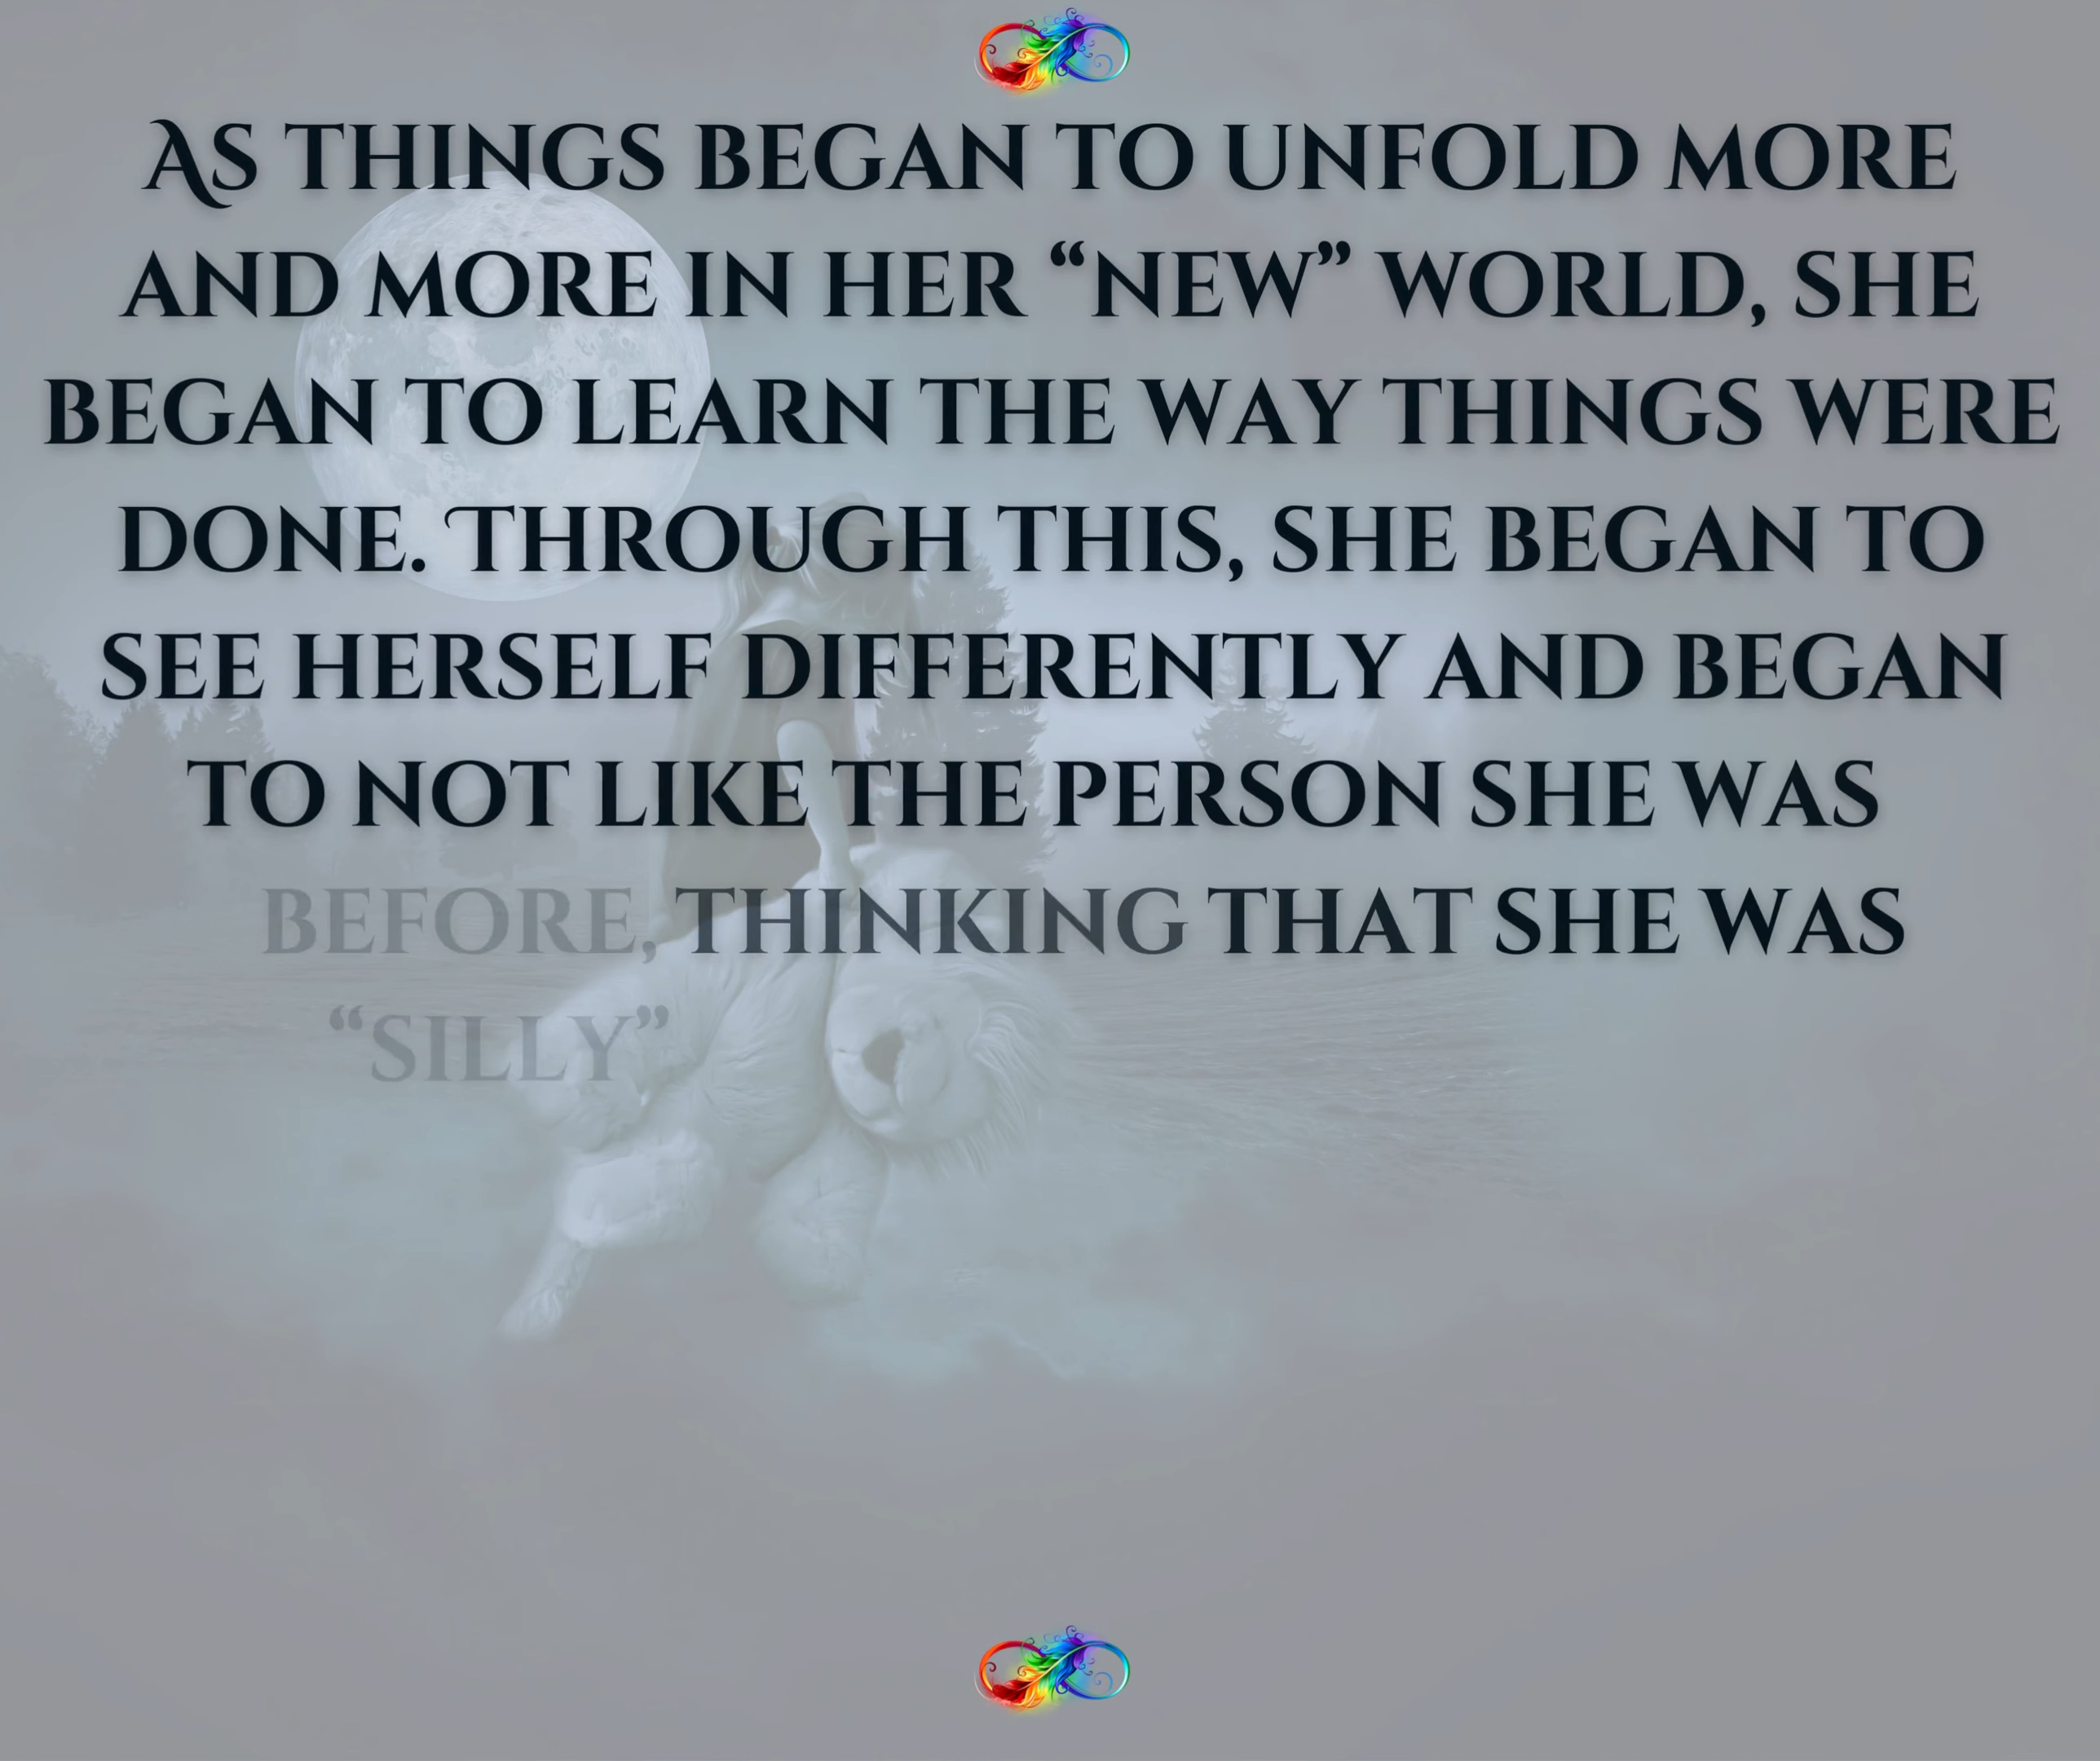 As things began to unfold more
and more in her “new” world, she
began to learn the way things were
done. Through this, she began to
see herself differently and began
to not like the person she was
before, thinking that she was
“silly”